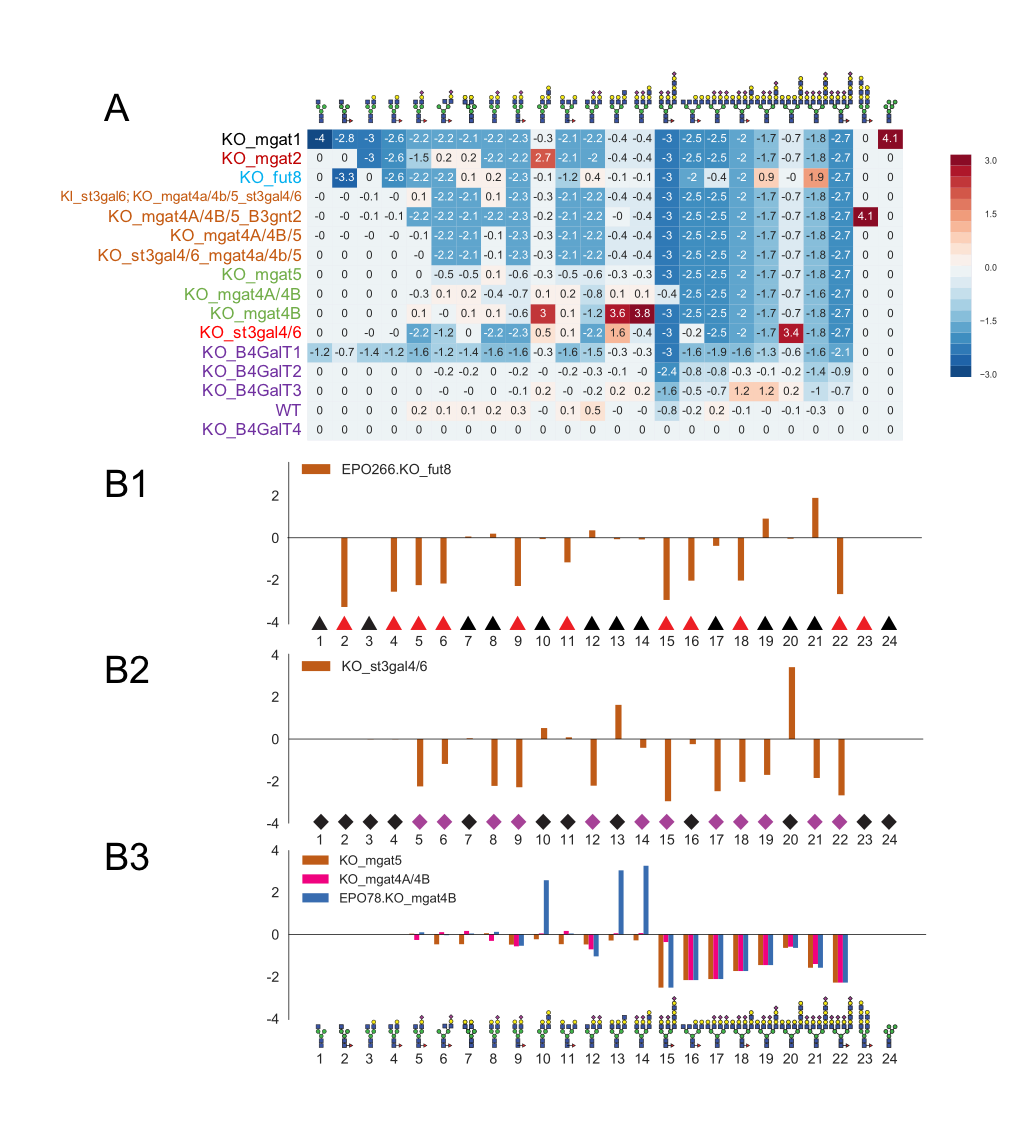 A
KO_mgat1 -4 -2.8 -3 -2.6 -2.2 -2.1 -2.1 -2.2 -2.3 -0.3 -2.1 -2.2 -0.4 -0.4 -3 -2.5 -2.5 -2 -1.7 -0.7 -1.8 -2.7 0 4.1
KO_mgat2 0 0 -3 -2.6 -1.5 0.2 0.2 -2.2 -2.2 2.7 -2.1 -2 -0.4 -0.4 -3 -2.5 -2.5 -2 -1.7 -0.7 -1.8 -2.7 0 0
KO_fut8 0 -3.3 0 -2.6 -2.2 -2.2 0.1 0.2 -2.3 -0.1 -1.2 0.4 -0.1 -0.1 -3 -2 -0.4 -2 0.9 -0 1.9 -2.7 0 0
KI_st3gal6; KO_mgat4a/4b/5_st3gal4/6 -0 -0 -0.1 -0 0.1 -2.2 -2.1 0.1 -2.3 -0.3 -2.1 -2.2 -0.4 -0.4 -3 -2.5 -2.5 -2 -1.7 -0.7 -1.8 -2.7 0 0
KO_mgat4A/4B/5_B3gnt2 -0 -0 -0.1 -0.1 -2.2 -2.2 -2.1 -2.2 -2.3 -0.2 -2.1 -2.2 -0 -0.4 -3 -2.5 -2.5 -2 -1.7 -0.7 -1.8 -2.7 4.1 0
KO_mgat4A/4B/5 -0 -0 -0 -0 -0.1 -2.2 -2.1 -0.1 -2.3 -0.3 -2.1 -2.2 -0.4 -0.4 -3 -2.5 -2.5 -2 -1.7 -0.7 -1.8 -2.7 0 0
KO_st3gal4/6_mgat4a/4b/5 0 0 0 0 -0 -2.2 -2.1 -0.1 -2.3 -0.3 -2.1 -2.2 -0.4 -0.4 -3 -2.5 -2.5 -2 -1.7 -0.7 -1.8 -2.7 0 0
KO_mgat5 0 0 0 0 0 -0.5 -0.5 0.1 -0.6 -0.3 -0.5 -0.6 -0.3 -0.3 -3 -2.5 -2.5 -2 -1.7 -0.7 -1.8 -2.7 0 0
KO_mgat4A/4B 0 0 0 0 -0.3 0.1 0.2 -0.4 -0.7 0.1 0.2 -0.8 0.1 0.1 -0.4 -2.5 -2.5 -2 -1.7 -0.7 -1.6 -2.7 0 0
KO_mgat4B 0 0 0 0 0.1 -0 0.1 0.1 -0.6 3 0.1 -1.2 3.6 3.8 -3 -2.5 -2.5 -2 -1.7 -0.7 -1.8 -2.7 0 0
KO_st3gal4/6 0 0 -0 -0 -2.2 -1.2 0 -2.2 -2.3 0.5 0.1 -2.2 1.6 -0.4 -3 -0.2 -2.5 -2 -1.7 3.4 -1.8 -2.7 0 0
KO_B4GalT1 -1.2 -0.7 -1.4 -1.2 -1.6 -1.2 -1.4 -1.6 -1.6 -0.3 -1.6 -1.5 -0.3 -0.3 -3 -1.6 -1.9 -1.6 -1.3 -0.6 -1.6 -2.1 0 0
KO_B4GalT2 0 0 0 0 -0 -0.2 -0.2 -0 -0.2 -0 -0.2 -0.3 -0.1 -0 -2.4 -0.8 -0.8 -0.3 -0.1 -0.2 -1.4 -0.9 0 0
KO_B4GalT3 0 0 0 0 -0 0 -0 0 -0.1 0.2 -0 -0.2 0.2 0.2 -1.6 -0.5 -0.7 1.2 1.2 0.2 -1 -0.7 0 0
WT 0 0 0 0 0.2 0.1 0.1 0.2 0.3 -0 0.1 0.5 -0 -0 -0.8 -0.2 0.2 -0.1 -0 -0.1 -0.3 0 0 0
KO_B4GalT4 0 0 0 0 0 0 0 0 0 0 0 0 0 0 0 0 0 0 0 0 0 0 0 0
3.0
1.5
0.0
−1.5
−3.0
B1
EPO266.KO_fut8
2
0
-2
-4
1 2 3 4 5 6 7 8 9 10 11 12 13 14 15 16 17 18 19 20 21 22 23 24
B2
KO_st3gal4/6
4
2
0
-2
-4
1 2 3 4 5 6 7 8 9 10 11 12 13 14 15 16 17 18 19 20 21 22 23 24
B3
KO_mgat5
KO_mgat4A/4B
EPO78.KO_mgat4B
4
2
0
-2
-4
1 2 3 4 5 6 7 8 9 10 11 12 13 14 15 16 17 18 19 20 21 22 23 24